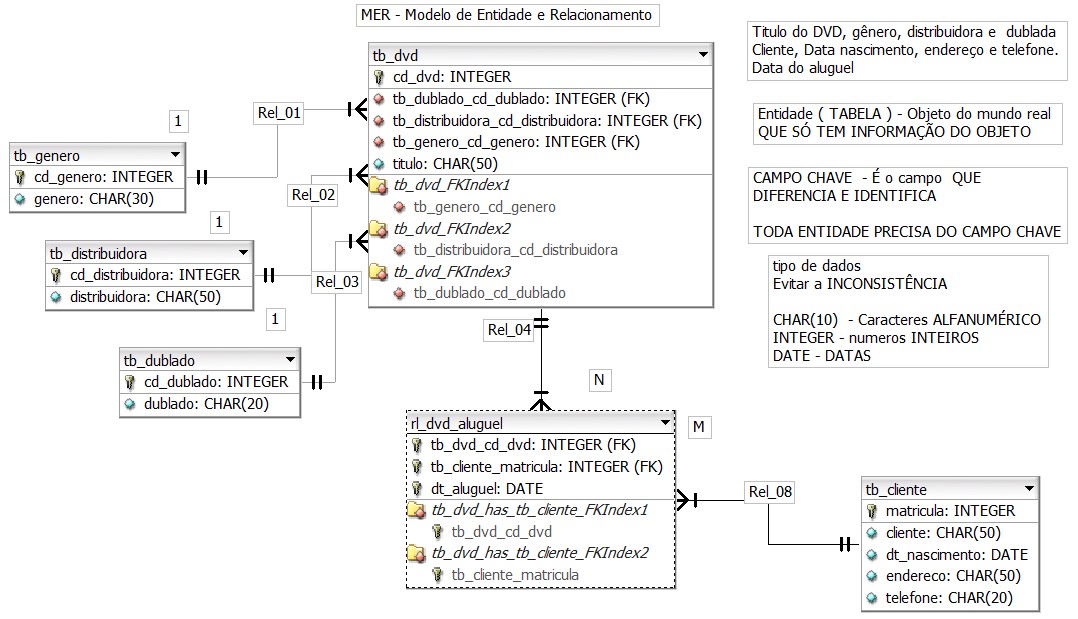 MER - Modelo de Entidade e Relacionamento
Titulo do DVD, gênero, distribuidora e dublada
Cliente, Data nascimento, endereço e telefone.
Data do aluguel
Entidade ( TABELA ) - Objeto do mundo real
QUE SÓ TEM INFORMAÇÃO DO OBJETO
CAMPO CHAVE - É o campo QUE
DIFERENCIA E IDENTIFICA
TODA ENTIDADE PRECISA DO CAMPO CHAVE
tipo de dados
Evitar a INCONSISTÊNCIA
CHAR(10) - Caracteres ALFANUMÉRICO
INTEGER - numeros INTEIROS
DATE - DATAS
tb_dvd
cd_dvd: INTEGER
tb_dublado_cd_dublado: INTEGER (FK)
tb_distribuidora_cd_distribuidora: INTEGER (FK)
tb_genero_cd_genero: INTEGER (FK)
titulo: CHAR(50)
tb_dvd_FKIndex1
tb_genero_cd_genero
tb_dvd_FKIndex2
tb_distribuidora_cd_distribuidora
tb_dvd_FKIndex3
tb_dublado_cd_dublado
Rel_01
1
tb_genero
cd_genero: INTEGER
genero: CHAR(30)
Rel_02
1
tb_distribuidora
cd_distribuidora: INTEGER
distribuidora: CHAR(50)
Rel_03
1
tb_dublado
cd_dublado: INTEGER
dublado: CHAR(20)
Rel_04
N
rl_dvd_aluguel
tb_dvd_cd_dvd: INTEGER (FK)
tb_cliente_matricula: INTEGER (FK)
dt_aluguel: DATE
tb_dvd_has_tb_cliente_FKIndex1
tb_dvd_cd_dvd
tb_dvd_has_tb_cliente_FKIndex2
tb_cliente_matricula
M
Rel_08
tb_cliente
matricula: INTEGER
cliente: CHAR(50)
dt_nascimento: DATE
endereco: CHAR(50)
telefone: CHAR(20)